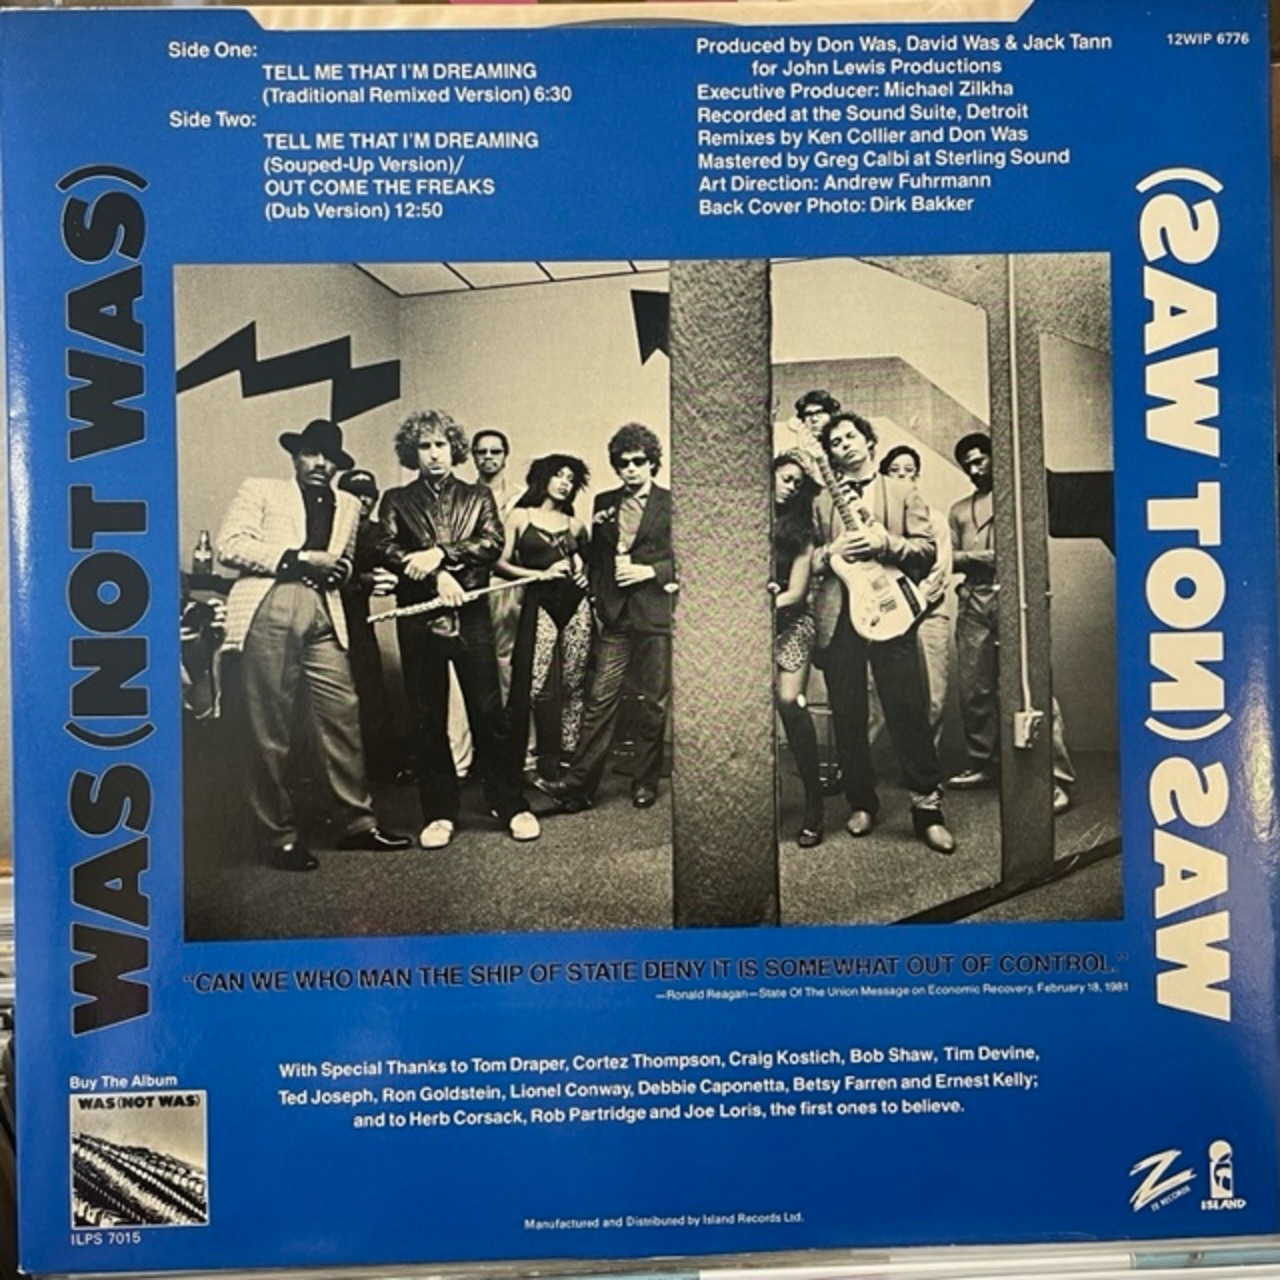 Side One:
TELL ME THAT I'M DREAMING
(Traditional Remixed Version) 6:30
Side Two:
TELL ME THAT I'M DREAMING
(Souped-Up Version)/
OUT COME THE FREAKS
(Dub Version) 12:50
Produced by Don Was, David Was & Jack Tann
for John Lewis Productions
Executive Producer: Michael Zilkha
Recorded at the Sound Suite, Detroit
Remixes by Ken Collier and Don Was
Mastered by Greg Calbi at Sterling Sound
Art Direction: Andrew Fuhrmann
Back Cover Photo: Dirk Bakker
12WIP 6776
WAS (NOT WAS)
WAS (NOT WAS)
"CAN WE WHO MAN THE SHIP OF STATE DENY IT IS SOMEWHAT OUT OF CONTROL."
—Ronald Reagan—State Of The Union Message on Economic Recovery, February 18, 1981
With Special Thanks to Tom Draper, Cortez Thompson, Craig Kostich, Bob Shaw, Tim Devine,
Ted Joseph, Ron Goldstein, Lionel Conway, Debbie Caponetta, Betsy Farren and Ernest Kelly;
and to Herb Corsack, Rob Partridge and Joe Loris, the first ones to believe.
Buy The Album
WAS (NOT WAS)
ILPS 7015
Manufactured and Distributed by Island Records Ltd.
Z
ZE RECORDS
ISLAND